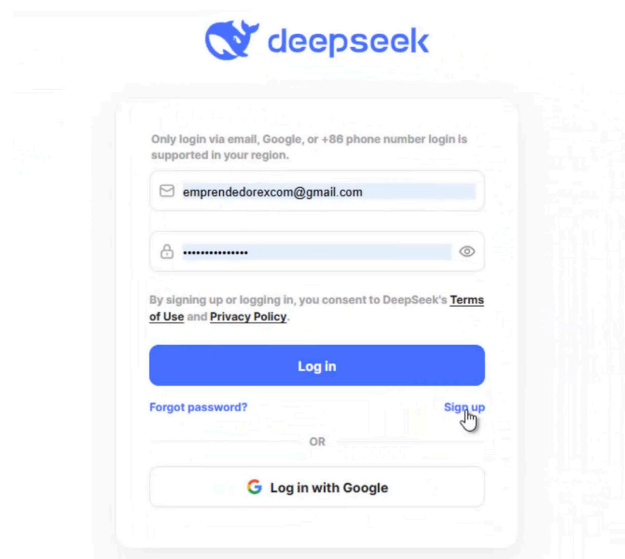 deepseek
Only login via email, Google, or +86 phone number login is
supported in your region.
emprendedorexcom@gmail.com
•••••••••••••••
By signing up or logging in, you consent to DeepSeek's Terms
of Use and Privacy Policy.
Log in
Forgot password? Sign up
OR
Log in with Google